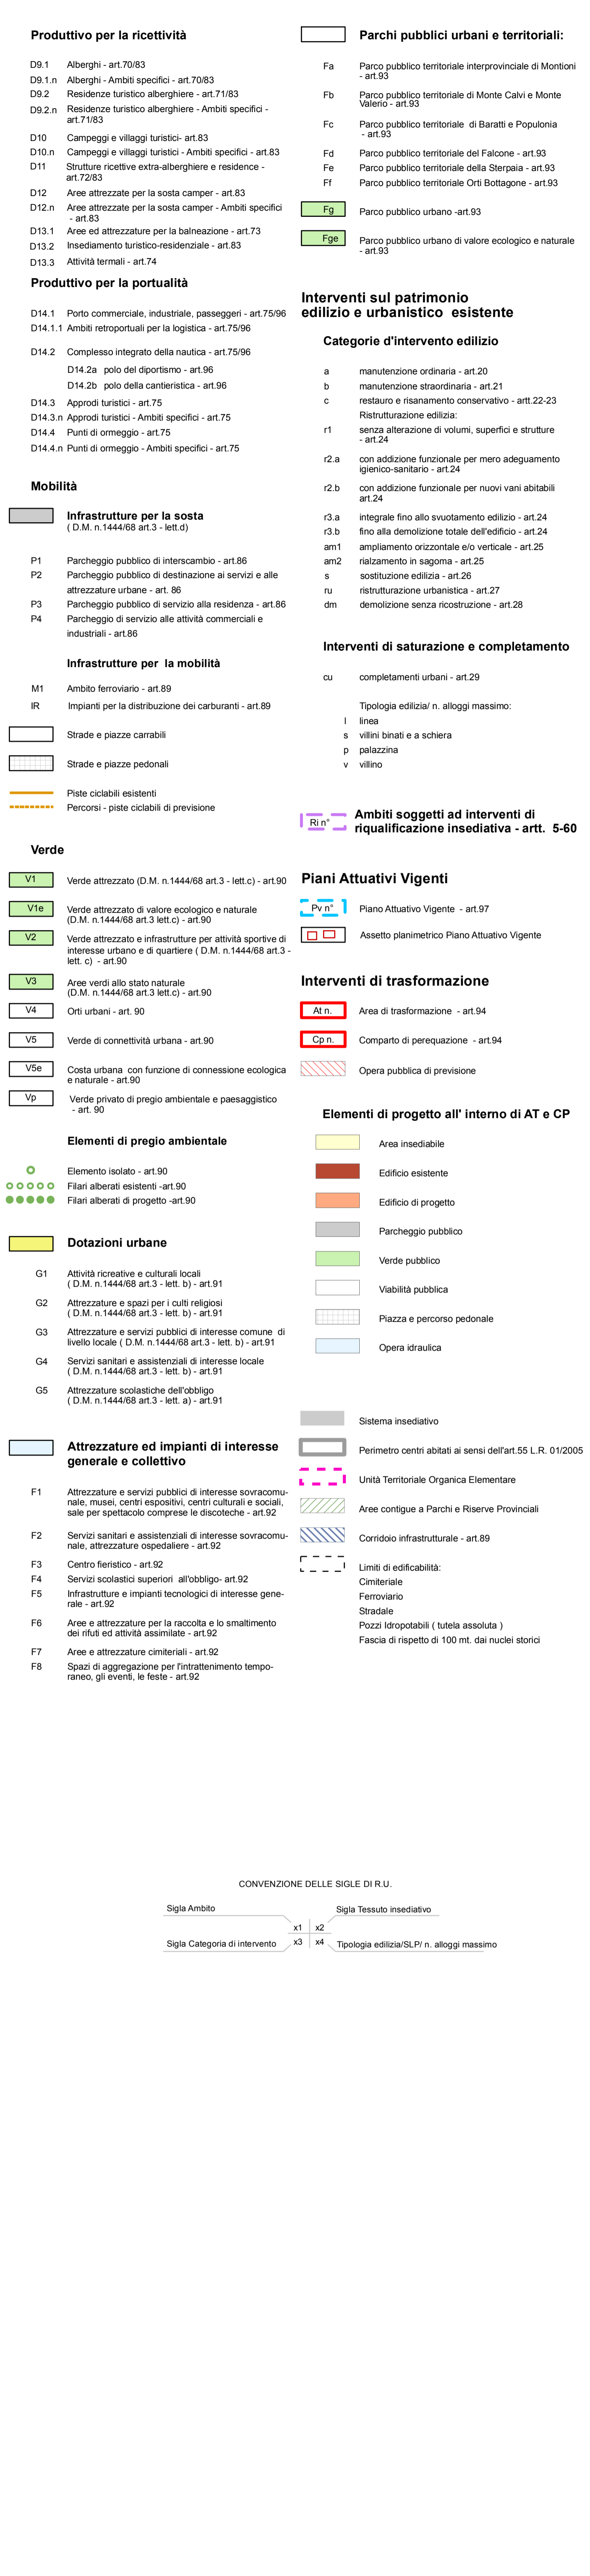 Produttivo per la ricettività
D9.1 Alberghi - art.70/83
D9.1.n Alberghi - Ambiti specifici - art.70/83
D9.2 Residenze turistico alberghiere - art.71/83
D9.2.n Residenze turistico alberghiere - Ambiti specifici -
art.71/83
D10 Campeggi e villaggi turistici- art.83
D10.n Campeggi e villaggi turistici - Ambiti specifici - art.83
D11 Strutture ricettive extra-alberghiere e residence -
art.72/83
D12 Aree attrezzate per la sosta camper - art.83
D12.n Aree attrezzate per la sosta camper - Ambiti specifici
- art.83
D13.1 Aree ed attrezzature per la balneazione - art.73
D13.2 Insediamento turistico-residenziale - art.83
D13.3 Attività termali - art.74
Produttivo per la portualità
D14.1 Porto commerciale, industriale, passeggeri - art.75/96
D14.1.1 Ambiti retroportuali per la logistica - art.75/96
D14.2 Complesso integrato della nautica - art.75/96
D14.2a polo del diportismo - art.96
D14.2b polo della cantieristica - art.96
D14.3 Approdi turistici - art.75
D14.3.n Approdi turistici - Ambiti specifici - art.75
D14.4 Punti di ormeggio - art.75
D14.4.n Punti di ormeggio - Ambiti specifici - art.75
Mobilità
Infrastrutture per la sosta
( D.M. n.1444/68 art.3 - lett.d)
P1 Parcheggio pubblico di interscambio - art.86
P2 Parcheggio pubblico di destinazione ai servizi e alle
attrezzature urbane - art. 86
P3 Parcheggio pubblico di servizio alla residenza - art.86
P4 Parcheggio di servizio alle attività commerciali e
industriali - art.86
Infrastrutture per la mobilità
M1 Ambito ferroviario - art.89
IR Impianti per la distribuzione dei carburanti - art.89
Strade e piazze carrabili
Strade e piazze pedonali
Piste ciclabili esistenti
Percorsi - piste ciclabili di previsione
Verde
V1 Verde attrezzato (D.M. n.1444/68 art.3 - lett.c) - art.90
V1e Verde attrezzato di valore ecologico e naturale
(D.M. n.1444/68 art.3 lett.c) - art.90
V2 Verde attrezzato e infrastrutture per attività sportive di
interesse urbano e di quartiere ( D.M. n.1444/68 art.3 -
lett. c) - art.90
V3 Aree verdi allo stato naturale
(D.M. n.1444/68 art.3 lett.c) - art.90
V4 Orti urbani - art. 90
V5 Verde di connettività urbana - art.90
V5e Costa urbana con funzione di connessione ecologica
e naturale - art.90
Vp Verde privato di pregio ambientale e paesaggistico
- art. 90
Elementi di pregio ambientale
Elemento isolato - art.90
Filari alberati esistenti -art.90
Filari alberati di progetto -art.90
Dotazioni urbane
G1 Attività ricreative e culturali locali
( D.M. n.1444/68 art.3 - lett. b) - art.91
G2 Attrezzature e spazi per i culti religiosi
( D.M. n.1444/68 art.3 - lett. b) - art.91
G3 Attrezzature e servizi pubblici di interesse comune di
livello locale ( D.M. n.1444/68 art.3 - lett. b) - art.91
G4 Servizi sanitari e assistenziali di interesse locale
( D.M. n.1444/68 art.3 - lett. b) - art.91
G5 Attrezzature scolastiche dell'obbligo
( D.M. n.1444/68 art.3 - lett. a) - art.91
Attrezzature ed impianti di interesse
generale e collettivo
F1 Attrezzature e servizi pubblici di interesse sovracomu-
nale, musei, centri espositivi, centri culturali e sociali,
sale per spettacolo comprese le discoteche - art.92
F2 Servizi sanitari e assistenziali di interesse sovracomu-
nale, attrezzature ospedaliere - art.92
F3 Centro fieristico - art.92
F4 Servizi scolastici superiori all'obbligo- art.92
F5 Infrastrutture e impianti tecnologici di interesse gene-
rale - art.92
F6 Aree e attrezzature per la raccolta e lo smaltimento
dei rifuti ed attività assimilate - art.92
F7 Aree e attrezzature cimiteriali - art.92
F8 Spazi di aggregazione per l'intrattenimento tempo-
raneo, gli eventi, le feste - art.92
Parchi pubblici urbani e territoriali:
Fa Parco pubblico territoriale interprovinciale di Montioni
- art.93
Fb Parco pubblico territoriale di Monte Calvi e Monte
Valerio - art.93
Fc Parco pubblico territoriale di Baratti e Populonia
- art.93
Fd Parco pubblico territoriale del Falcone - art.93
Fe Parco pubblico territoriale della Sterpaia - art.93
Ff Parco pubblico territoriale Orti Bottagone - art.93
Fg Parco pubblico urbano -art.93
Fge Parco pubblico urbano di valore ecologico e naturale
- art.93
Interventi sul patrimonio
edilizio e urbanistico esistente
Categorie d'intervento edilizio
a manutenzione ordinaria - art.20
b manutenzione straordinaria - art.21
c restauro e risanamento conservativo - artt.22-23
Ristrutturazione edilizia:
r1 senza alterazione di volumi, superfici e strutture
- art.24
r2.a con addizione funzionale per mero adeguamento
igienico-sanitario - art.24
r2.b con addizione funzionale per nuovi vani abitabili
art.24
r3.a integrale fino allo svuotamento edilizio - art.24
r3.b fino alla demolizione totale dell'edificio - art.24
am1 ampliamento orizzontale e/o verticale - art.25
am2 rialzamento in sagoma - art.25
s sostituzione edilizia - art.26
ru ristrutturazione urbanistica - art.27
dm demolizione senza ricostruzione - art.28
Interventi di saturazione e completamento
cu completamenti urbani - art.29
Tipologia edilizia/ n. alloggi massimo:
l linea
s villini binati e a schiera
p palazzina
v villino
Ri n° Ambiti soggetti ad interventi di
riqualificazione insediativa - artt. 5-60
Piani Attuativi Vigenti
Pv n° Piano Attuativo Vigente - art.97
Assetto planimetrico Piano Attuativo Vigente
Interventi di trasformazione
At n. Area di trasformazione - art.94
Cp n. Comparto di perequazione - art.94
Opera pubblica di previsione
Elementi di progetto all' interno di AT e CP
Area insediabile
Edificio esistente
Edificio di progetto
Parcheggio pubblico
Verde pubblico
Viabilità pubblica
Piazza e percorso pedonale
Opera idraulica
Sistema insediativo
Perimetro centri abitati ai sensi dell'art.55 L.R. 01/2005
Unità Territoriale Organica Elementare
Aree contigue a Parchi e Riserve Provinciali
Corridoio infrastrutturale - art.89
Limiti di edificabilità:
Cimiteriale
Ferroviario
Stradale
Pozzi Idropotabili ( tutela assoluta )
Fascia di rispetto di 100 mt. dai nuclei storici
CONVENZIONE DELLE SIGLE DI R.U.
Sigla Ambito Sigla Tessuto insediativo
x1 x2
x3 x4
Sigla Categoria di intervento Tipologia edilizia/SLP/ n. alloggi massimo